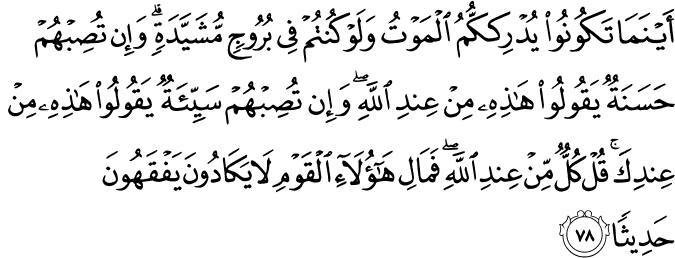 أَيْنَمَا تَكُونُوا۟ يُدْرِككُّمُ ٱلْمَوْتُ وَلَوْ كُنتُمْ فِى بُرُوجٍ مُّشَيَّدَةٍ ۗ وَإِن تُصِبْهُمْ
حَسَنَةٌ يَقُولُوا۟ هَـٰذِهِۦ مِنْ عِندِ ٱللَّهِ ۖ وَإِن تُصِبْهُمْ سَيِّئَةٌ يَقُولُوا۟ هَـٰذِهِۦ مِنْ
عِندِكَ ۚ قُلْ كُلٌّ مِّنْ عِندِ ٱللَّهِ ۖ فَمَالِ هَـٰٓؤُلَآءِ ٱلْقَوْمِ لَا يَكَادُونَ يَفْقَهُونَ
حَدِيثًا ٧٨